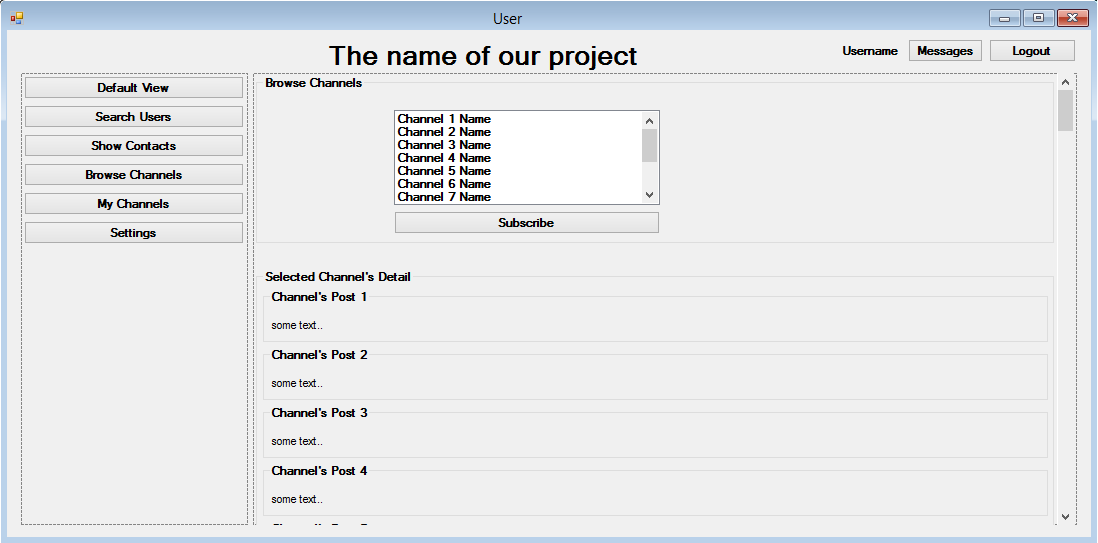 User
The name of our project
Username
Messages
Logout
Default View
Search Users
Show Contacts
Browse Channels
My Channels
Settings
Browse Channels
Channel 1 Name
Channel 2 Name
Channel 3 Name
Channel 4 Name
Channel 5 Name
Channel 6 Name
Channel 7 Name
Subscribe
Selected Channel's Detail
Channel's Post 1
some text..
Channel's Post 2
some text..
Channel's Post 3
some text..
Channel's Post 4
some text..